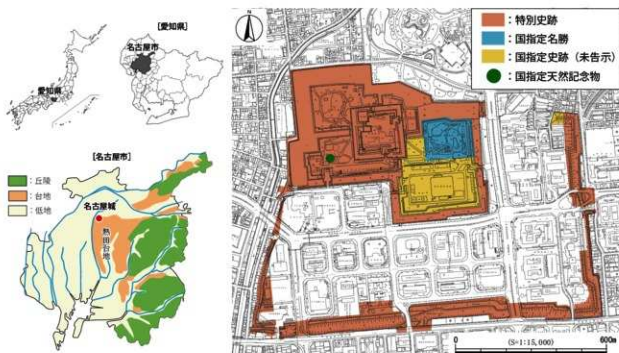 [愛知県]
名古屋市
愛知県
[名古屋市]
：丘陵
：台地
：低地
名古屋城
熱田台地
：特別史跡
：国指定名勝
：国指定史跡（未告示）
：国指定天然記念物
0
(S=1:15,000)
600m